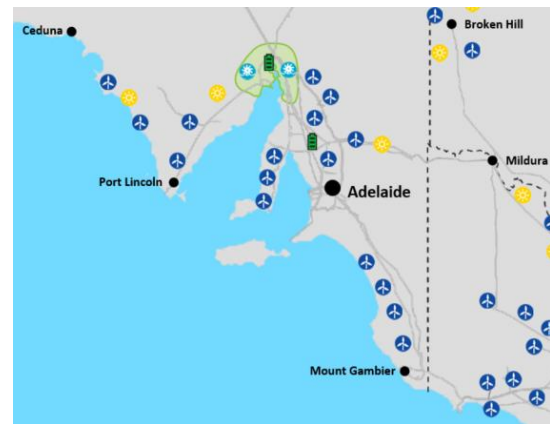 Ceduna
Broken Hill
Mildura
Port Lincoln
Adelaide
Mount Gambier